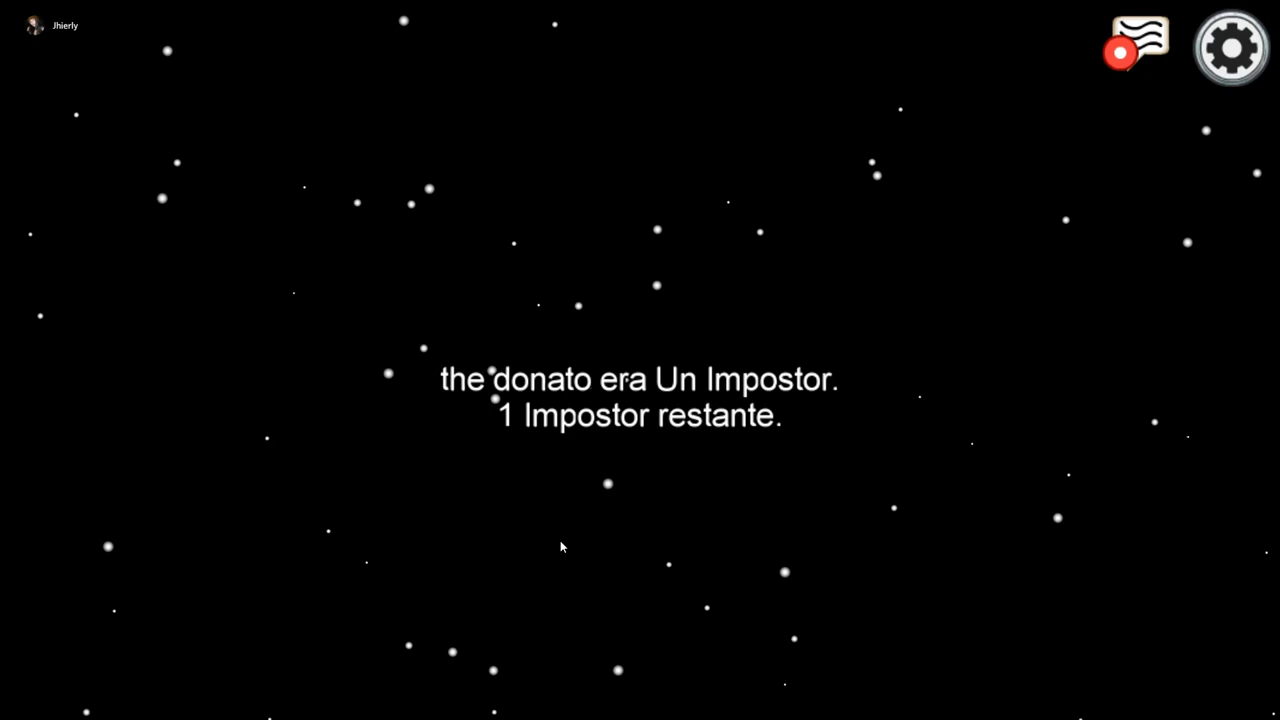 Jhierly
the donato era Un Impostor.
1 Impostor restante.